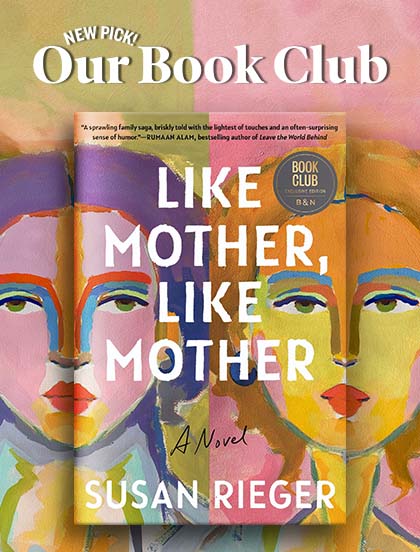 NEW PICK!
Our Book Club
"A sprawling family saga, briskly told with the lightest of touches and an often-surprising
sense of humor."—RUMAAN ALAM, bestselling author of Leave the World Behind
BOOK
CLUB
EXCLUSIVE EDITION
B&N
LIKE
MOTHER,
LIKE
MOTHER
A Novel
SUSAN RIEGER